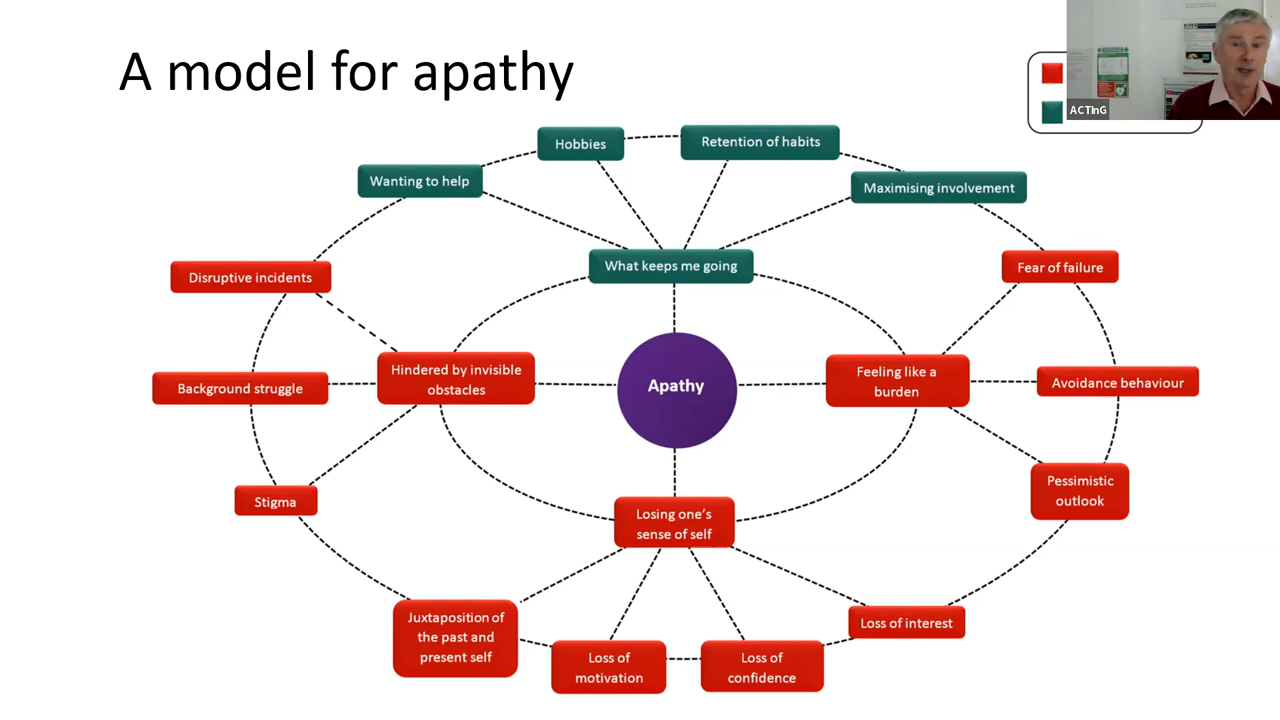 A model for apathy
ACTInG
Hobbies
Retention of habits
Wanting to help
Maximising involvement
What keeps me going
Disruptive incidents
Fear of failure
Hindered by invisible
obstacles
Apathy
Feeling like a
burden
Background struggle
Avoidance behaviour
Stigma
Pessimistic
outlook
Losing one's
sense of self
Juxtaposition of
the past and
present self
Loss of
motivation
Loss of
confidence
Loss of interest